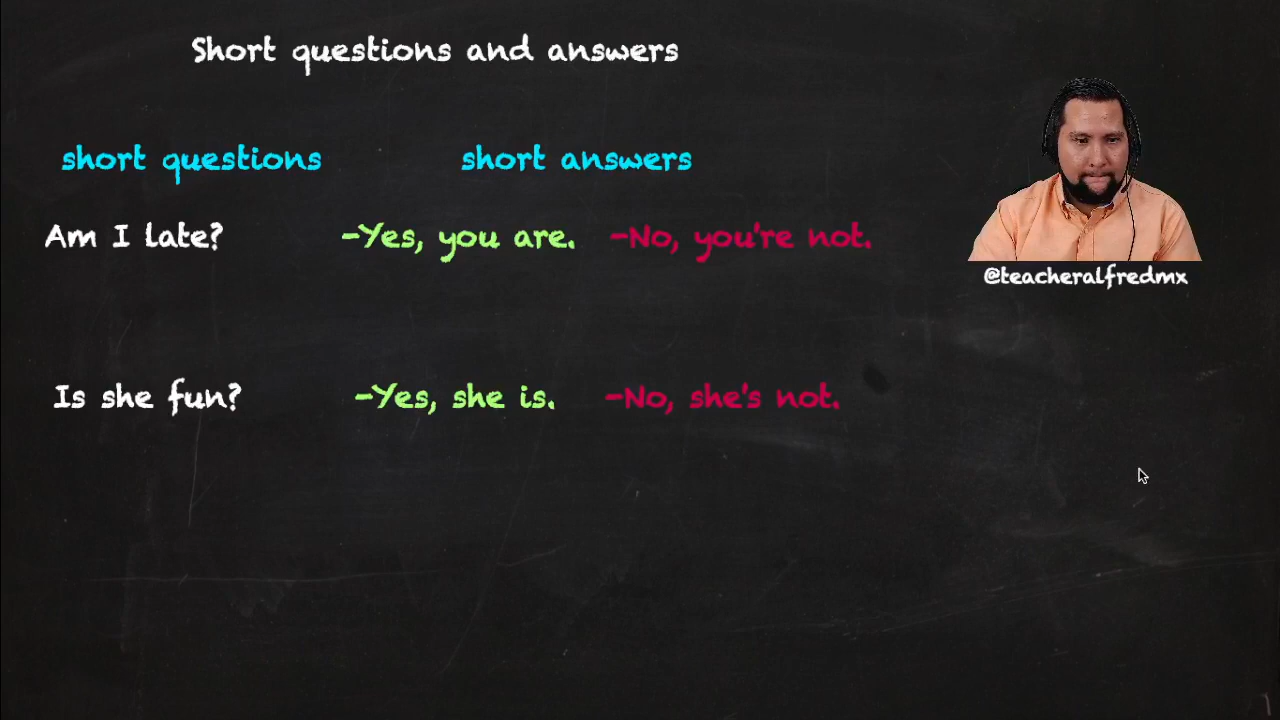 Short questions and answers
short questions short answers
Am I late? -Yes, you are. -No, you're not.
@teacheralfredmx
Is she fun? -Yes, she is. -No, she's not.